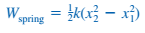 W_spring = ½k(x₂² − x₁²)